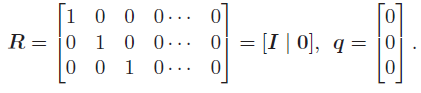 R = [1 0 0 0 ⋯ 0
0 1 0 0 ⋯ 0
0 0 1 0 ⋯ 0] = [I | 0], q = [0
0
0].